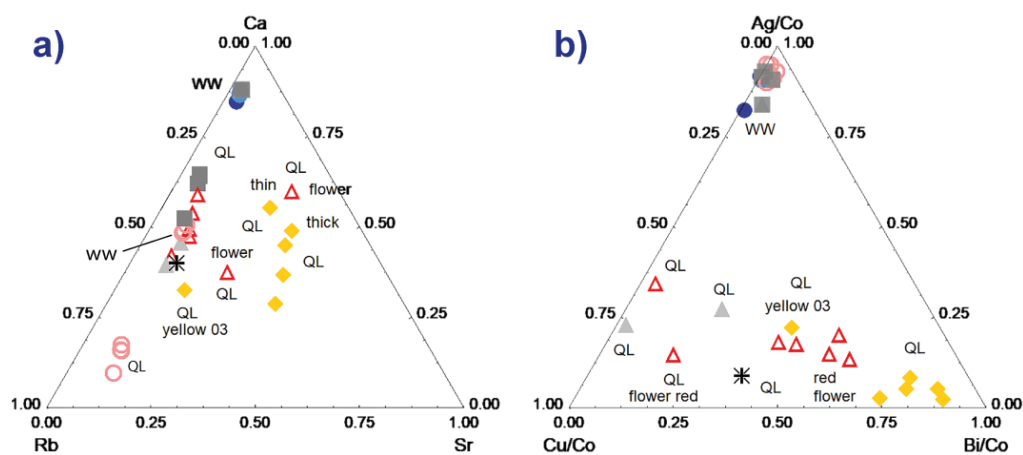 a)
Ca
0.00 1.00
WW
0.25 0.75
QL
QL
thin flower
0.50 QL thick 0.50
WW
flower QL
QL
0.75 QL 0.25
yellow 03
QL
1.00 0.00
0.00 0.25 0.50 0.75 1.00
Rb Sr
b)
Ag/Co
0.00 1.00
WW
0.25 0.75
0.50 0.50
QL
QL QL
yellow 03
0.75 0.25
QL QL
QL QL red
flower red flower
1.00 0.00
0.00 0.25 0.50 0.75 1.00
Cu/Co Bi/Co